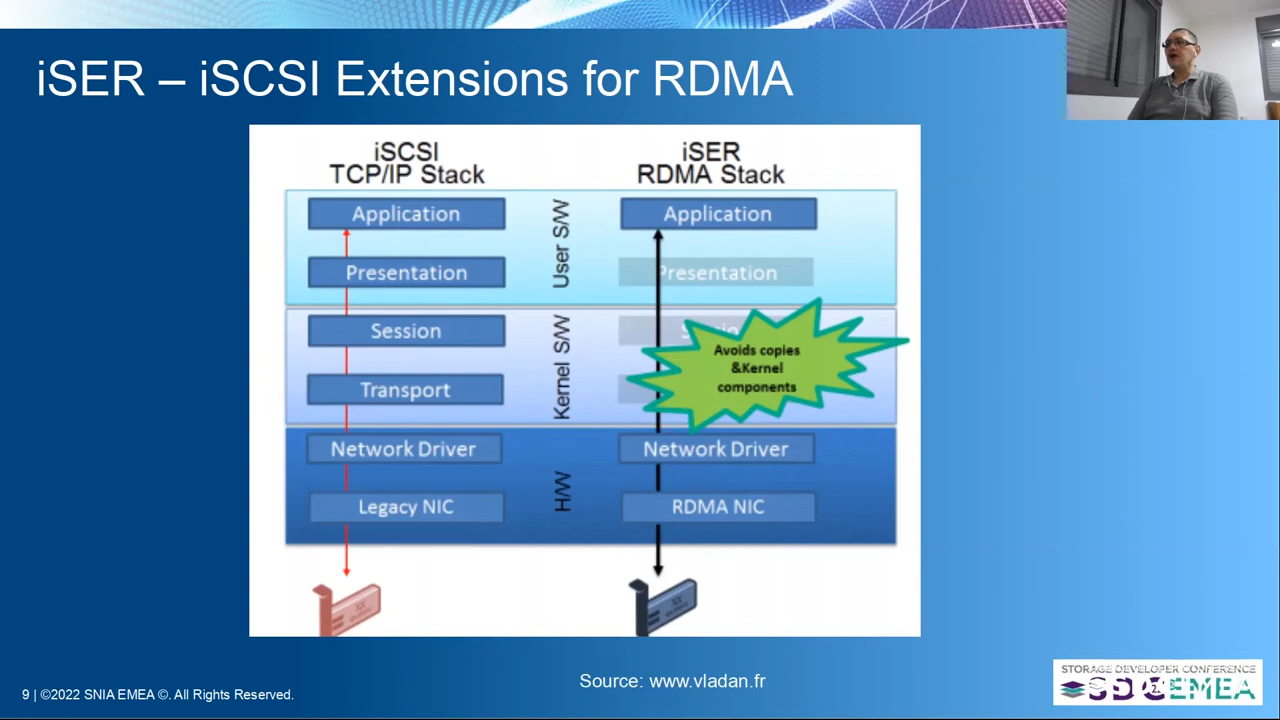 iSER – iSCSI Extensions for RDMA
iSCSI
TCP/IP Stack
iSER
RDMA Stack
Application
Presentation
Session
Transport
Network Driver
Legacy NIC
User S/W
Kernel S/W
H/W
Application
Presentation
Avoids copies
&Kernel
components
Network Driver
RDMA NIC
Source: www.vladan.fr
9 | ©2022 SNIA EMEA ©. All Rights Reserved.
STORAGE DEVELOPER CONFERENCE
EMEA